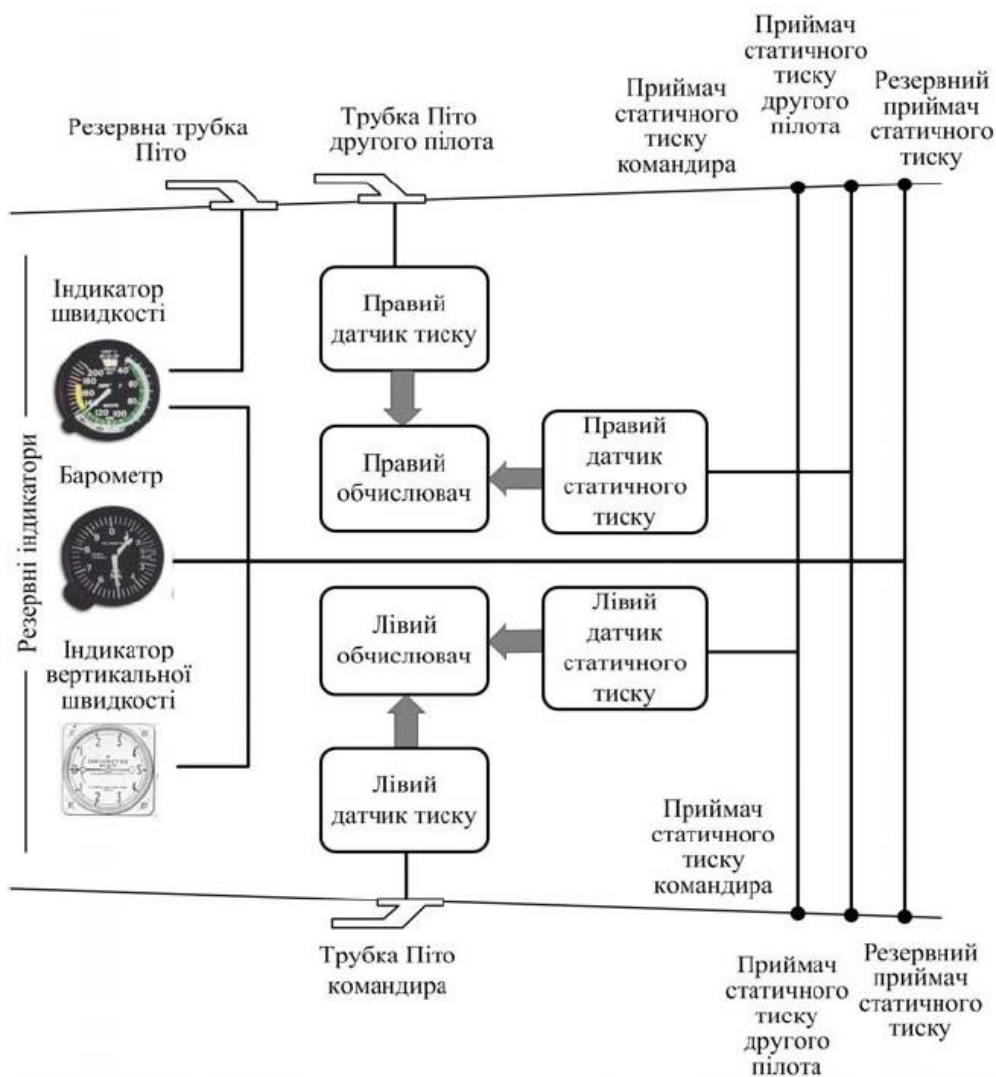 Приймач
статичного
тиску
другого
пілота
Резервний
приймач
статичного
тиску
Приймач
статичного
тиску
командира
Резервна трубка
Піто
Трубка Піто
другого пілота
Індикатор
швидкості
Правий
датчик тиску
Правий
обчислювач
Правий
датчик
статичного
тиску
Барометр
Резервні індикатори
Лівий
обчислювач
Лівий
датчик
статичного
тиску
Індикатор
вертикальної
швидкості
Лівий
датчик тиску
Приймач
статичного
тиску
командира
Трубка Піто
командира
Приймач
статичного
тиску
другого
пілота
Резервний
приймач
статичного
тиску